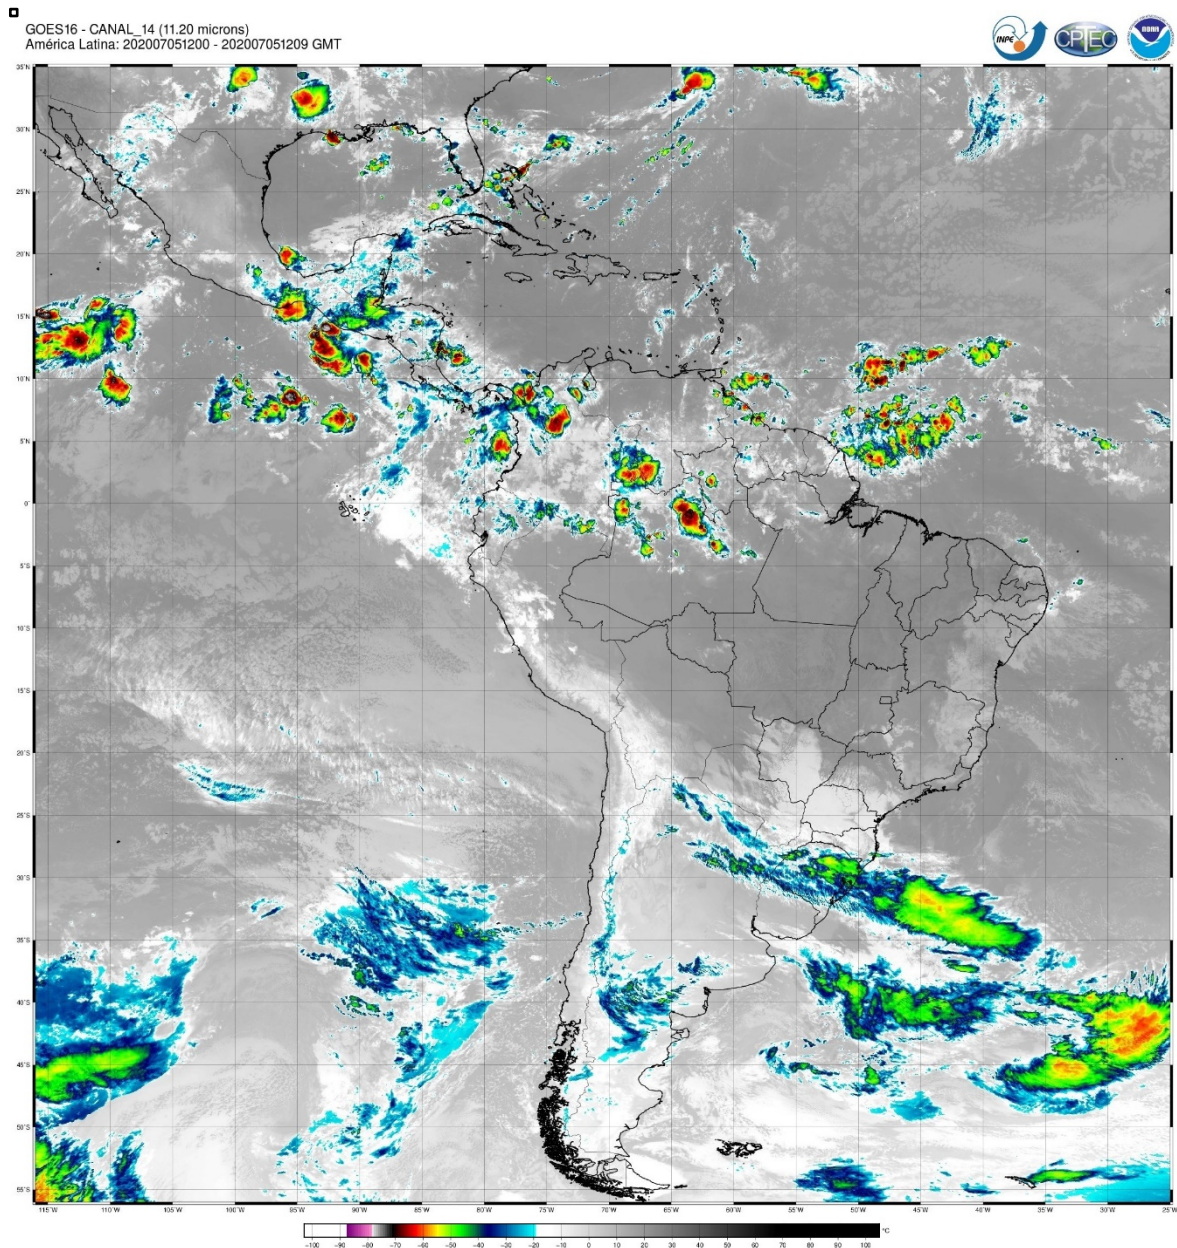 GOES16 - CANAL_14 (11.20 microns)
América Latina: 202007051200 - 202007051209 GMT
INPE
CPTEC
NOAA
35°N
30°N
25°N
20°N
15°N
10°N
5°N
0°
5°S
10°S
15°S
20°S
25°S
30°S
35°S
40°S
45°S
50°S
55°S
115°W 110°W 105°W 100°W 95°W 90°W 85°W 80°W 75°W 70°W 65°W 60°W 55°W 50°W 45°W 40°W 35°W 30°W 25°W
°C
-100 -90 -80 -70 -60 -50 -40 -30 -20 -10 0 10 20 30 40 50 60 70 80 90 100